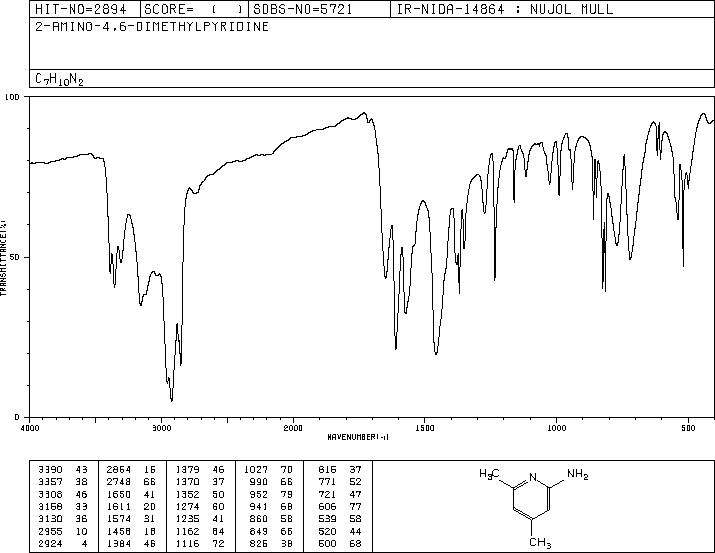 HIT-NO=2894 SCORE= ( ) SDBS-NO=5721 IR-NIDA-14864 : NUJOL MULL
2-AMINO-4,6-DIMETHYLPYRIDINE
C7H10N2
100
TRANSMITTANCE(%)
50
0
4000 3000 2000 1500 1000 500
WAVENUMBER(-1)
3390 43 2864 16 1379 46 1027 70 816 37
3357 38 2748 66 1370 37 990 66 771 52
3308 46 1650 41 1352 50 952 79 721 47
3158 33 1611 20 1274 60 941 68 606 77
3130 36 1574 31 1235 41 860 58 539 58
2955 10 1458 18 1162 64 849 66 520 44
2924 4 1384 46 1116 72 826 38 500 68
H3C N NH2
CH3